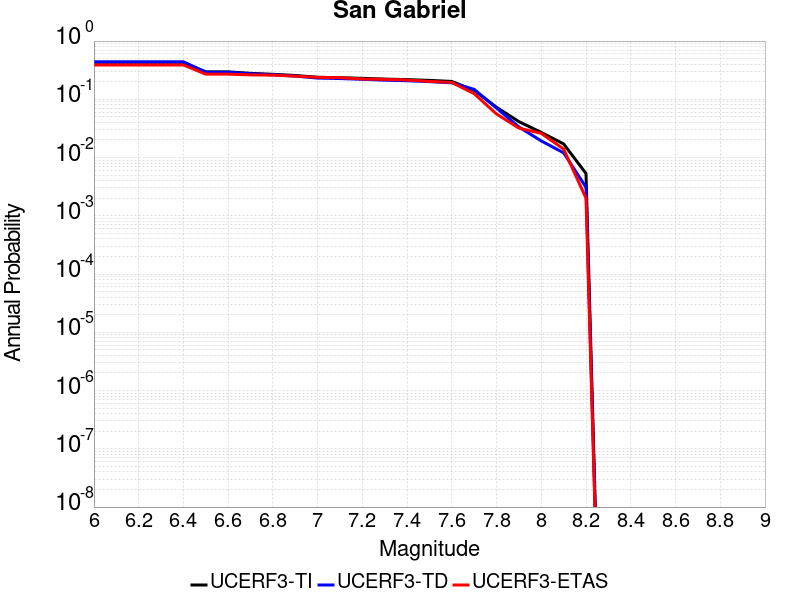 San Gabriel
Annual Probability
10^0
10^-1
10^-2
10^-3
10^-4
10^-5
10^-6
10^-7
10^-8
6 6.2 6.4 6.6 6.8 7 7.2 7.4 7.6 7.8 8 8.2 8.4 8.6 8.8 9
Magnitude
UCERF3-TI UCERF3-TD UCERF3-ETAS